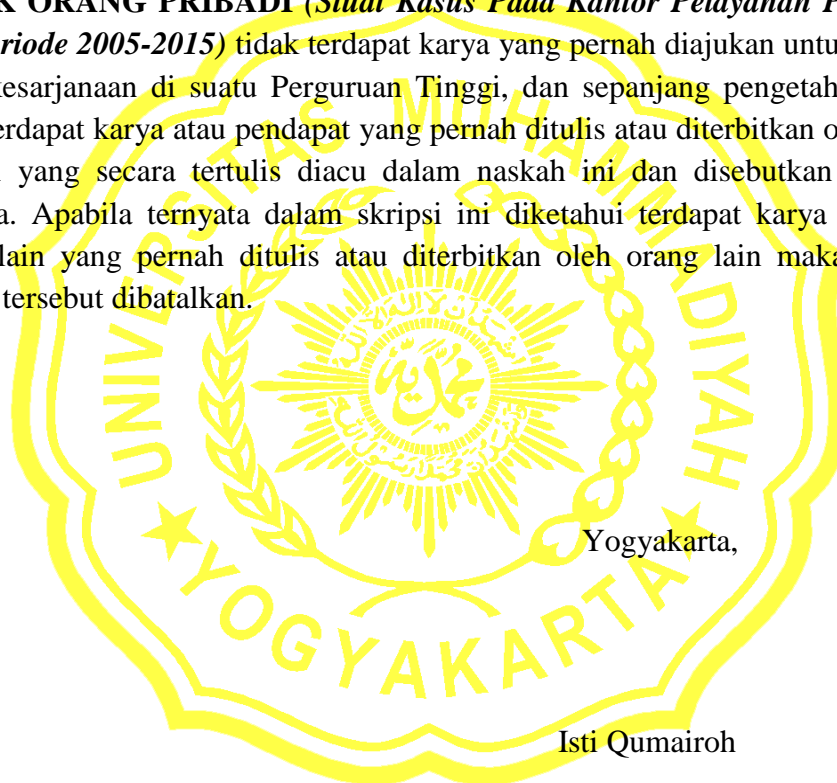 K ORANG PRIBADI (Studi Kasus Pada Kantor Pelayanan P
riode 2005-2015) tidak terdapat karya yang pernah diajukan untu
kesarjanaan di suatu Perguruan Tinggi, dan sepanjang pengetah
erdapat karya atau pendapat yang pernah ditulis atau diterbitkan o
yang secara tertulis diacu dalam naskah ini dan disebutkan
a. Apabila ternyata dalam skripsi ini diketahui terdapat karya
lain yang pernah ditulis atau diterbitkan oleh orang lain maka
tersebut dibatalkan.
UNIVERSITAS MUHAMMADIYAH
YOGYAKARTA
محمدية
Yogyakarta,
Isti Qumairoh